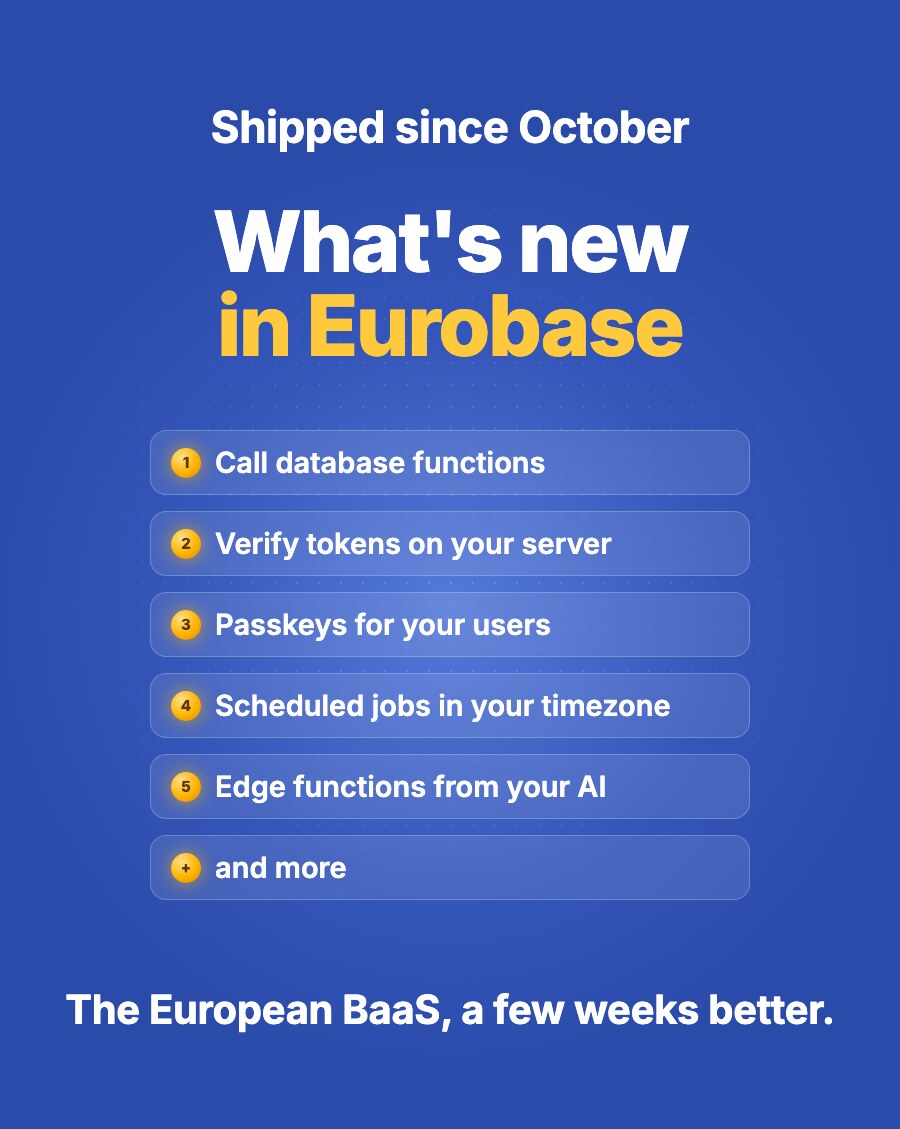 Shipped since October
What's new
in Eurobase
1 Call database functions
2 Verify tokens on your server
3 Passkeys for your users
4 Scheduled jobs in your timezone
5 Edge functions from your AI
+ and more
The European BaaS, a few weeks better.